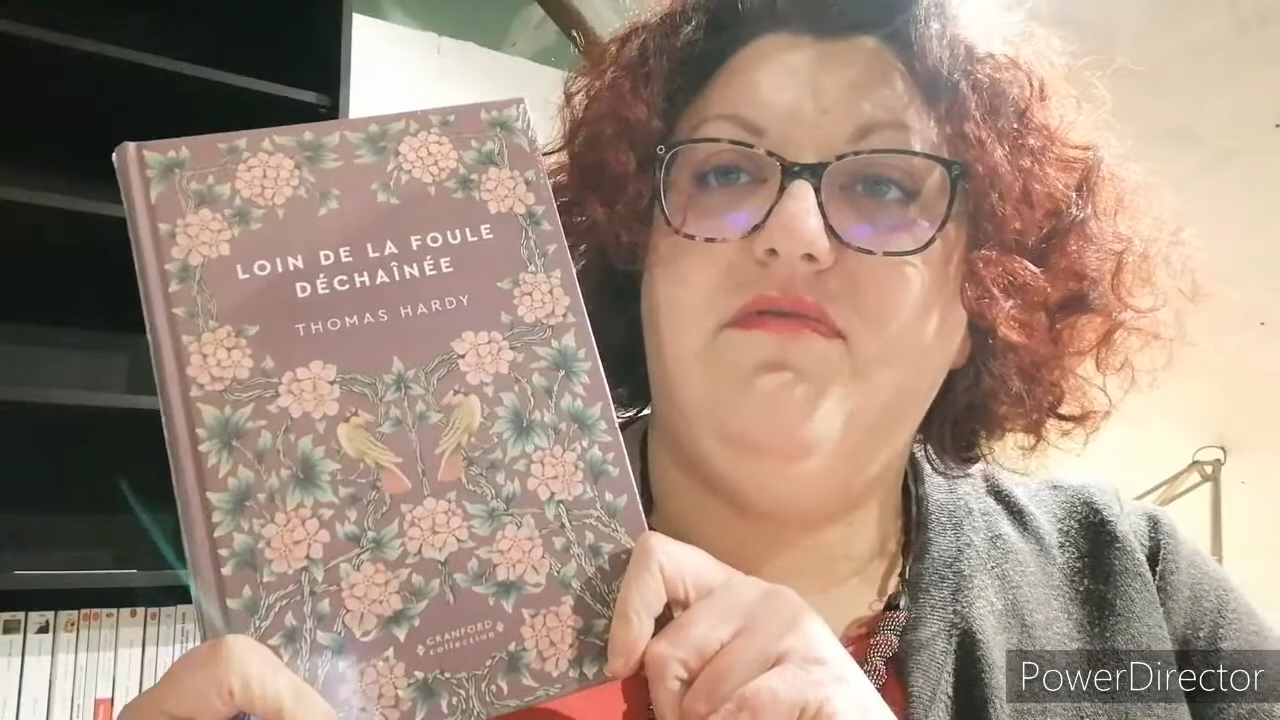 LOIN DE LA FOULE
DÉCHAÎNÉE
THOMAS HARDY
CRANFORD
collection
PowerDirector